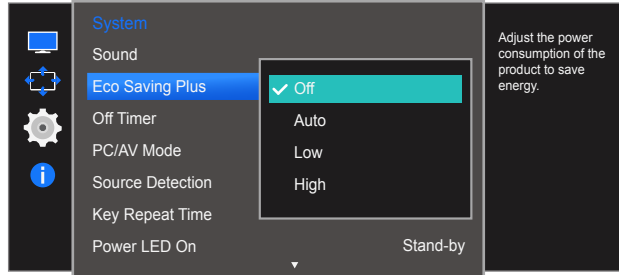 System
Sound
Eco Saving Plus
Off Timer
PC/AV Mode
Source Detection
Key Repeat Time
Power LED On
Stand-by
Off
Auto
Low
High
Adjust the power
consumption of the
product to save
energy.